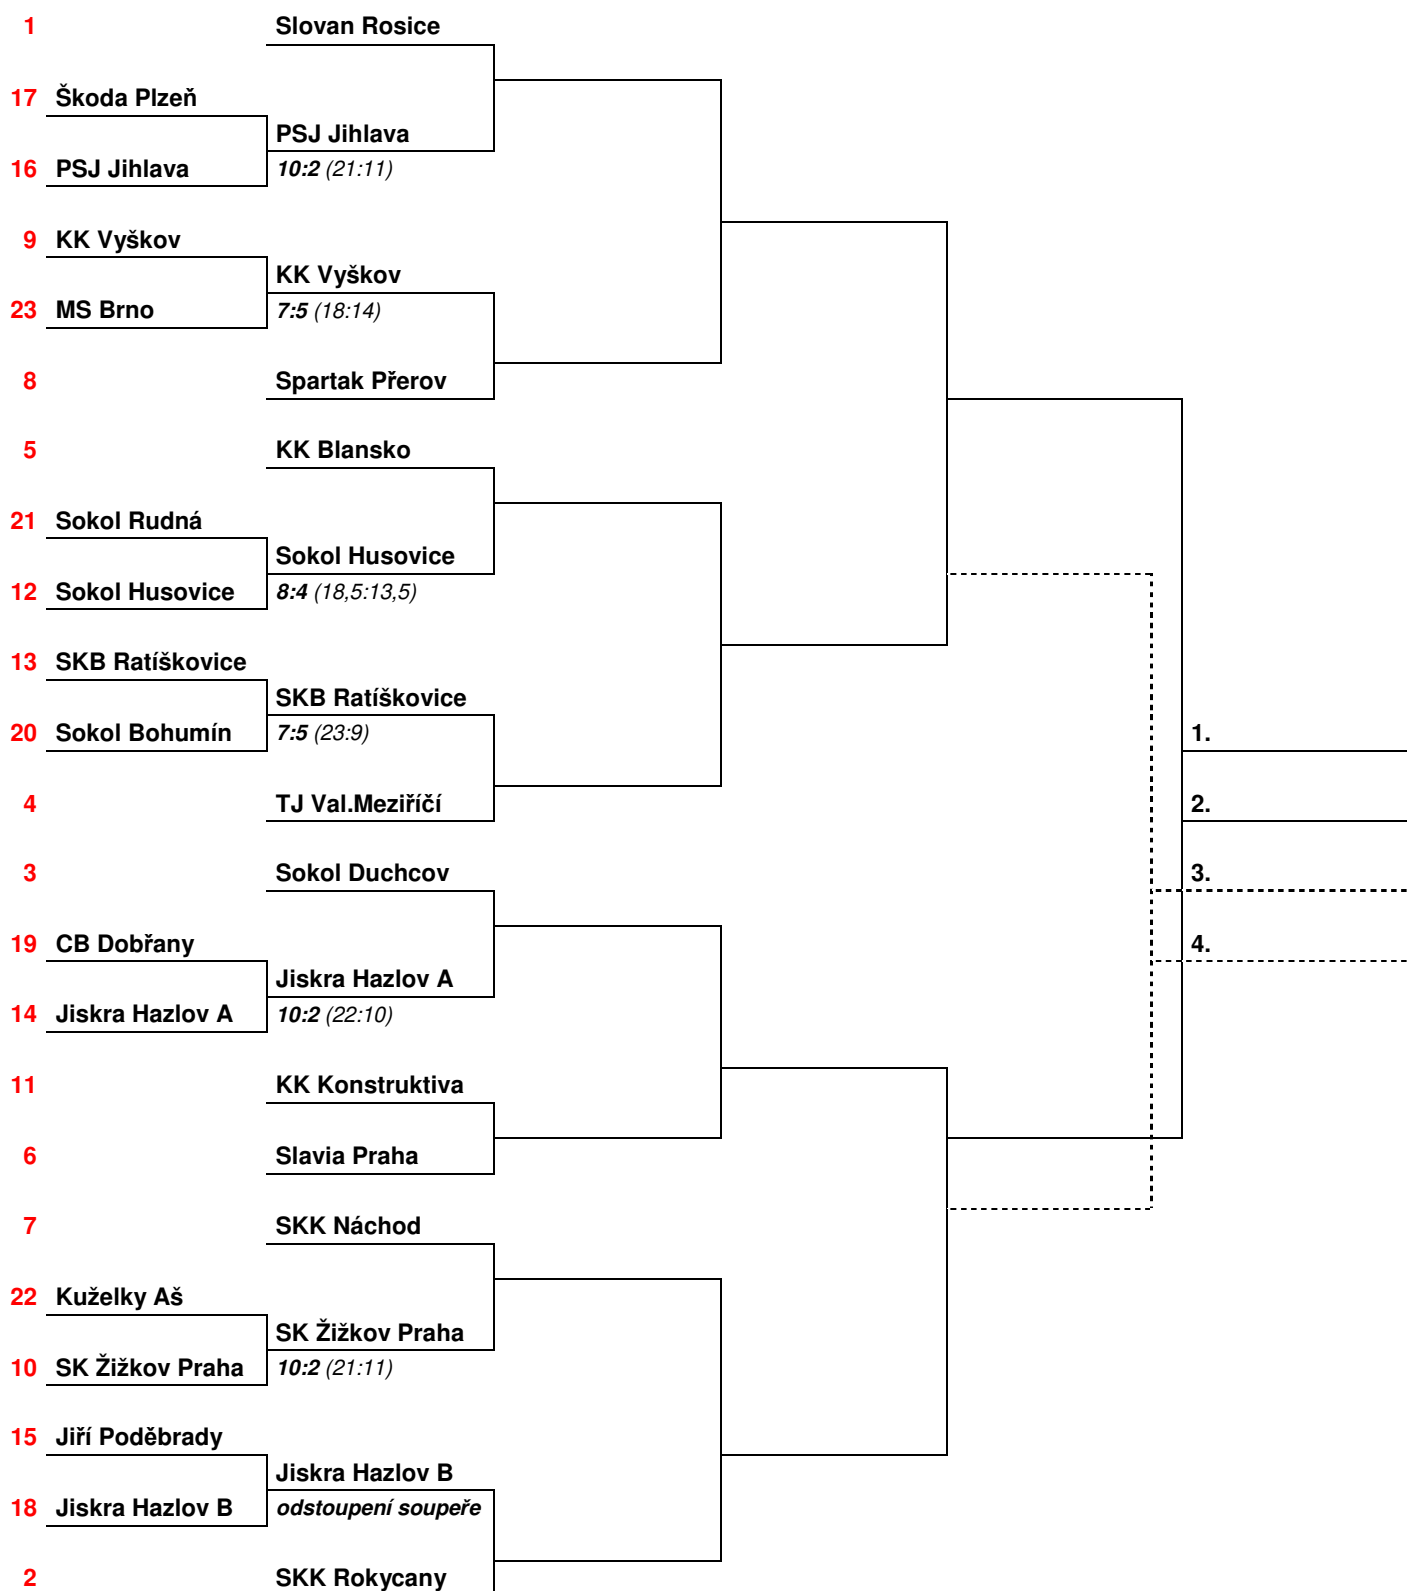 1 Slovan Rosice
17 Škoda Plzeň
PSJ Jihlava
16 PSJ Jihlava 10:2 (21:11)
9 KK Vyškov
KK Vyškov
23 MS Brno 7:5 (18:14)
8 Spartak Přerov
5 KK Blansko
21 Sokol Rudná
Sokol Husovice
12 Sokol Husovice 8:4 (18,5:13,5)
13 SKB Ratíškovice
SKB Ratíškovice
20 Sokol Bohumín 7:5 (23:9) 1.
4 TJ Val.Meziříčí 2.
3 Sokol Duchcov 3.
19 CB Dobřany 4.
Jiskra Hazlov A
14 Jiskra Hazlov A 10:2 (22:10)
11 KK Konstruktiva
6 Slavia Praha
7 SKK Náchod
22 Kuželky Aš
SK Žižkov Praha
10 SK Žižkov Praha 10:2 (21:11)
15 Jiří Poděbrady
Jiskra Hazlov B
18 Jiskra Hazlov B odstoupení soupeře
2 SKK Rokycany